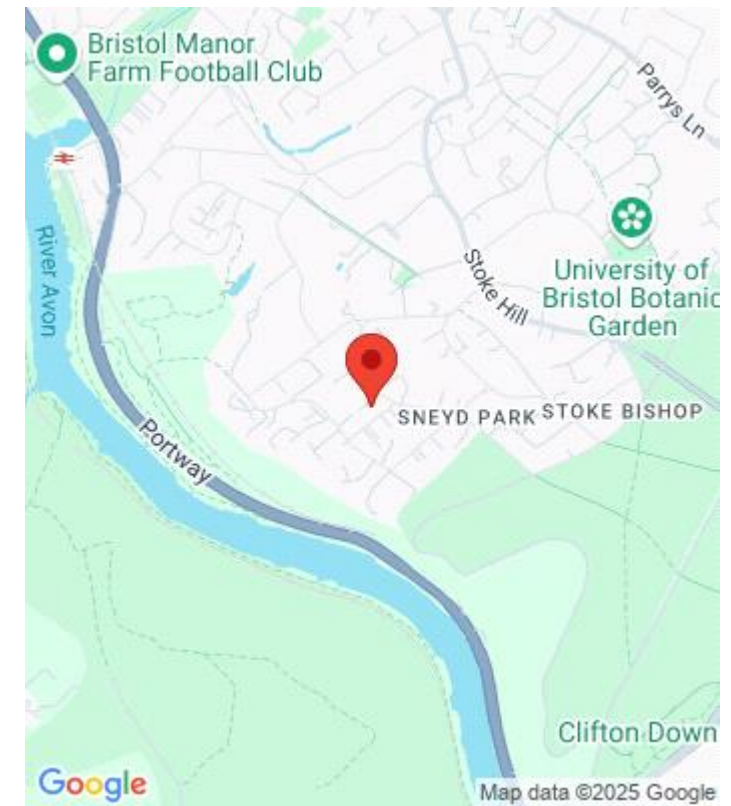 Bristol Manor
Farm Football Club
Parrys Ln
River Avon
Stoke Hill
University of
Bristol Botanic
Garden
SNEYD PARK
STOKE BISHOP
Portway
Clifton Down
Google
Map data ©2025 Google